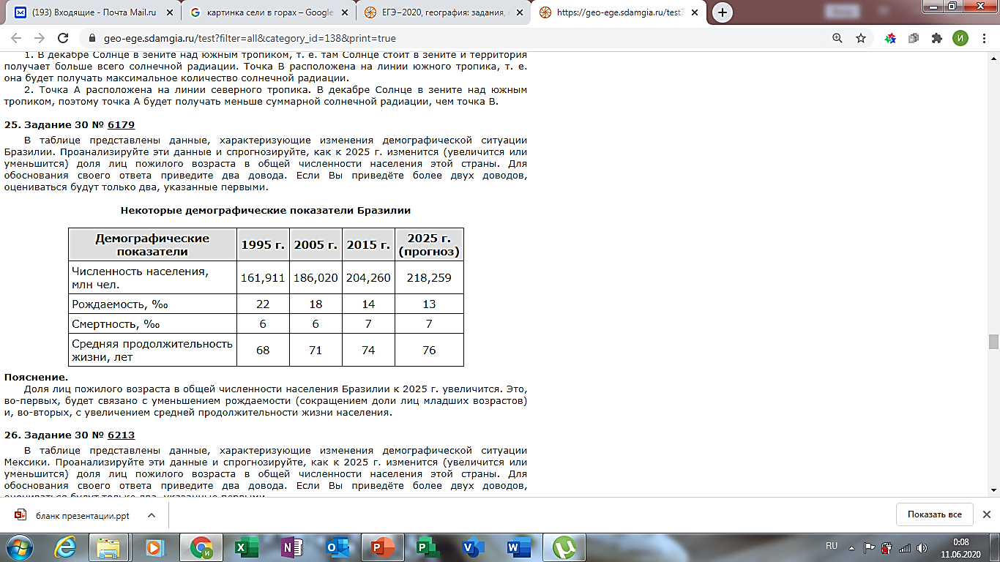 (193) Входящие - Почта Mail.ru
картинка сели в горах – Google
ЕГЭ–2020, география: задания,
https://geo-ege.sdamgia.ru/test?
geo-ege.sdamgia.ru/test?filter=all&category_id=138&print=true
И
1. В декабре Солнце в зените над южным тропиком, т. е. там Солнце стоит в зените и территория
получает больше всего солнечной радиации. Точка B расположена на линии южного тропика, т. е.
она будет получать максимальное количество солнечной радиации.
2. Точка A расположена на линии северного тропика. В декабре Солнце в зените над южным
тропиком, поэтому точка A будет получать меньше суммарной солнечной радиации, чем точка B.
25. Задание 30 № 6179
В таблице представлены данные, характеризующие изменения демографической ситуации
Бразилии. Проанализируйте эти данные и спрогнозируйте, как к 2025 г. изменится (увеличится или
уменьшится) доля лиц пожилого возраста в общей численности населения этой страны. Для
обоснования своего ответа приведите два довода. Если Вы приведёте более двух доводов,
оцениваться будут только два, указанные первыми.
Некоторые демографические показатели Бразилии
Демографические
показатели
1995 г.
2005 г.
2015 г.
2025 г.
(прогноз)
Численность населения,
млн чел.
161,911
186,020
204,260
218,259
Рождаемость, ‰
22
18
14
13
Смертность, ‰
6
6
7
7
Средняя продолжительность
жизни, лет
68
71
74
76
Пояснение.
Доля лиц пожилого возраста в общей численности населения Бразилии к 2025 г. увеличится. Это,
во-первых, будет связано с уменьшением рождаемости (сокращением доли лиц младших возрастов)
и, во-вторых, с увеличением средней продолжительности жизни населения.
26. Задание 30 № 6213
В таблице представлены данные, характеризующие изменения демографической ситуации
Мексики. Проанализируйте эти данные и спрогнозируйте, как к 2025 г. изменится (увеличится или
уменьшится) доля лиц пожилого возраста в общей численности населения этой страны. Для
обоснования своего ответа приведите два довода. Если Вы приведёте более двух доводов,
оцениваться будут только два, указанные первыми.
бланк презентации.ppt
Показать все
RU
0:08
11.06.2020